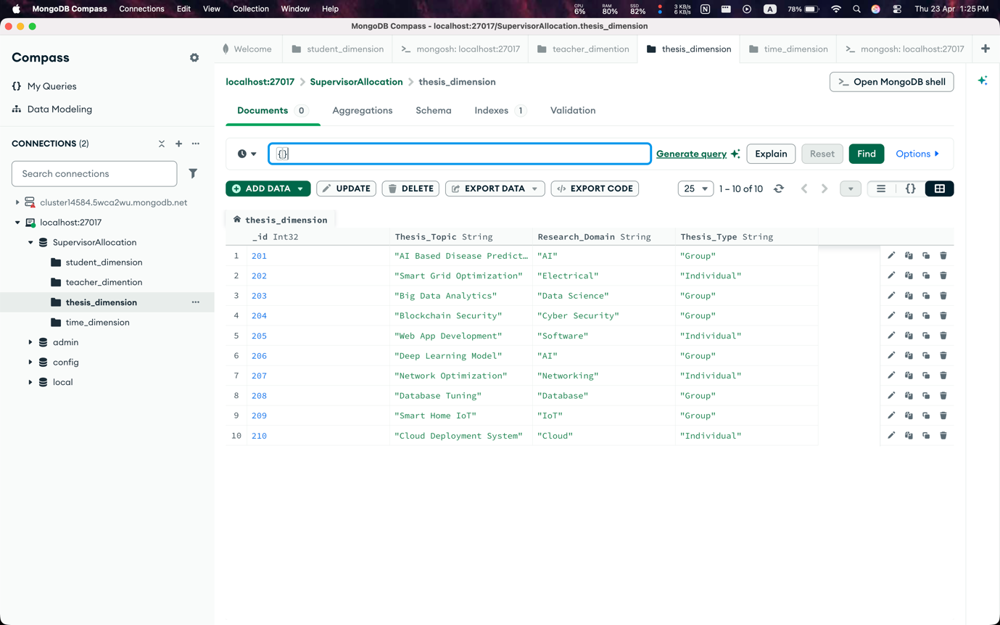 MongoDB Compass Connections Edit View Collection Window Help CPU 6% RAM 80% SSD 82% 3 KB/s 6 KB/s N A 78% Thu 23 Apr 1:25 PM
MongoDB Compass - localhost:27017/SupervisorAllocation.thesis_dimension
Compass
{} My Queries
Data Modeling
CONNECTIONS (2)
Search connections
cluster14584.5wca2wu.mongodb.net
localhost:27017
SupervisorAllocation
student_dimension
teacher_dimention
thesis_dimension
time_dimension
admin
config
local
Welcome student_dimension >_ mongosh: localhost:27017 teacher_dimention thesis_dimension time_dimension >_ mongosh: localhost:27017
localhost:27017 > SupervisorAllocation > thesis_dimension >_ Open MongoDB shell
Documents 0 Aggregations Schema Indexes 1 Validation
{} Generate query Explain Reset Find Options
ADD DATA UPDATE DELETE EXPORT DATA </> EXPORT CODE 25 1 – 10 of 10 {}
thesis_dimension
_id Int32 Thesis_Topic String Research_Domain String Thesis_Type String
1 201 "AI Based Disease Predict… "AI" "Group"
2 202 "Smart Grid Optimization" "Electrical" "Individual"
3 203 "Big Data Analytics" "Data Science" "Group"
4 204 "Blockchain Security" "Cyber Security" "Group"
5 205 "Web App Development" "Software" "Individual"
6 206 "Deep Learning Model" "AI" "Group"
7 207 "Network Optimization" "Networking" "Individual"
8 208 "Database Tuning" "Database" "Group"
9 209 "Smart Home IoT" "IoT" "Group"
10 210 "Cloud Deployment System" "Cloud" "Individual"